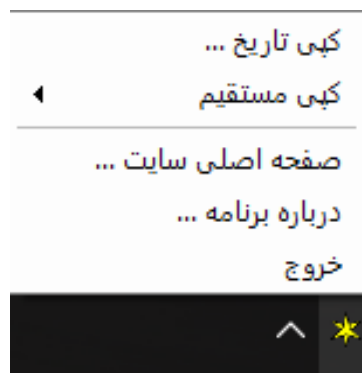 کپی تاریخ ...
کپی مستقیم
صفحه اصلی سایت ...
درباره برنامه ...
خروج